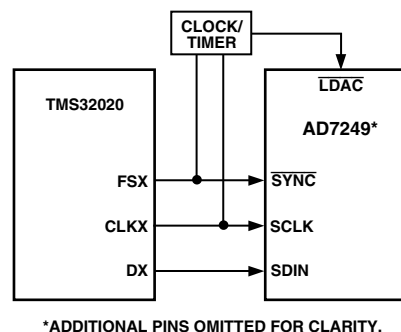 CLOCK/
TIMER
TMS32020
LDAC
AD7249*
FSX
SYNC
CLKX
SCLK
DX
SDIN
*ADDITIONAL PINS OMITTED FOR CLARITY.